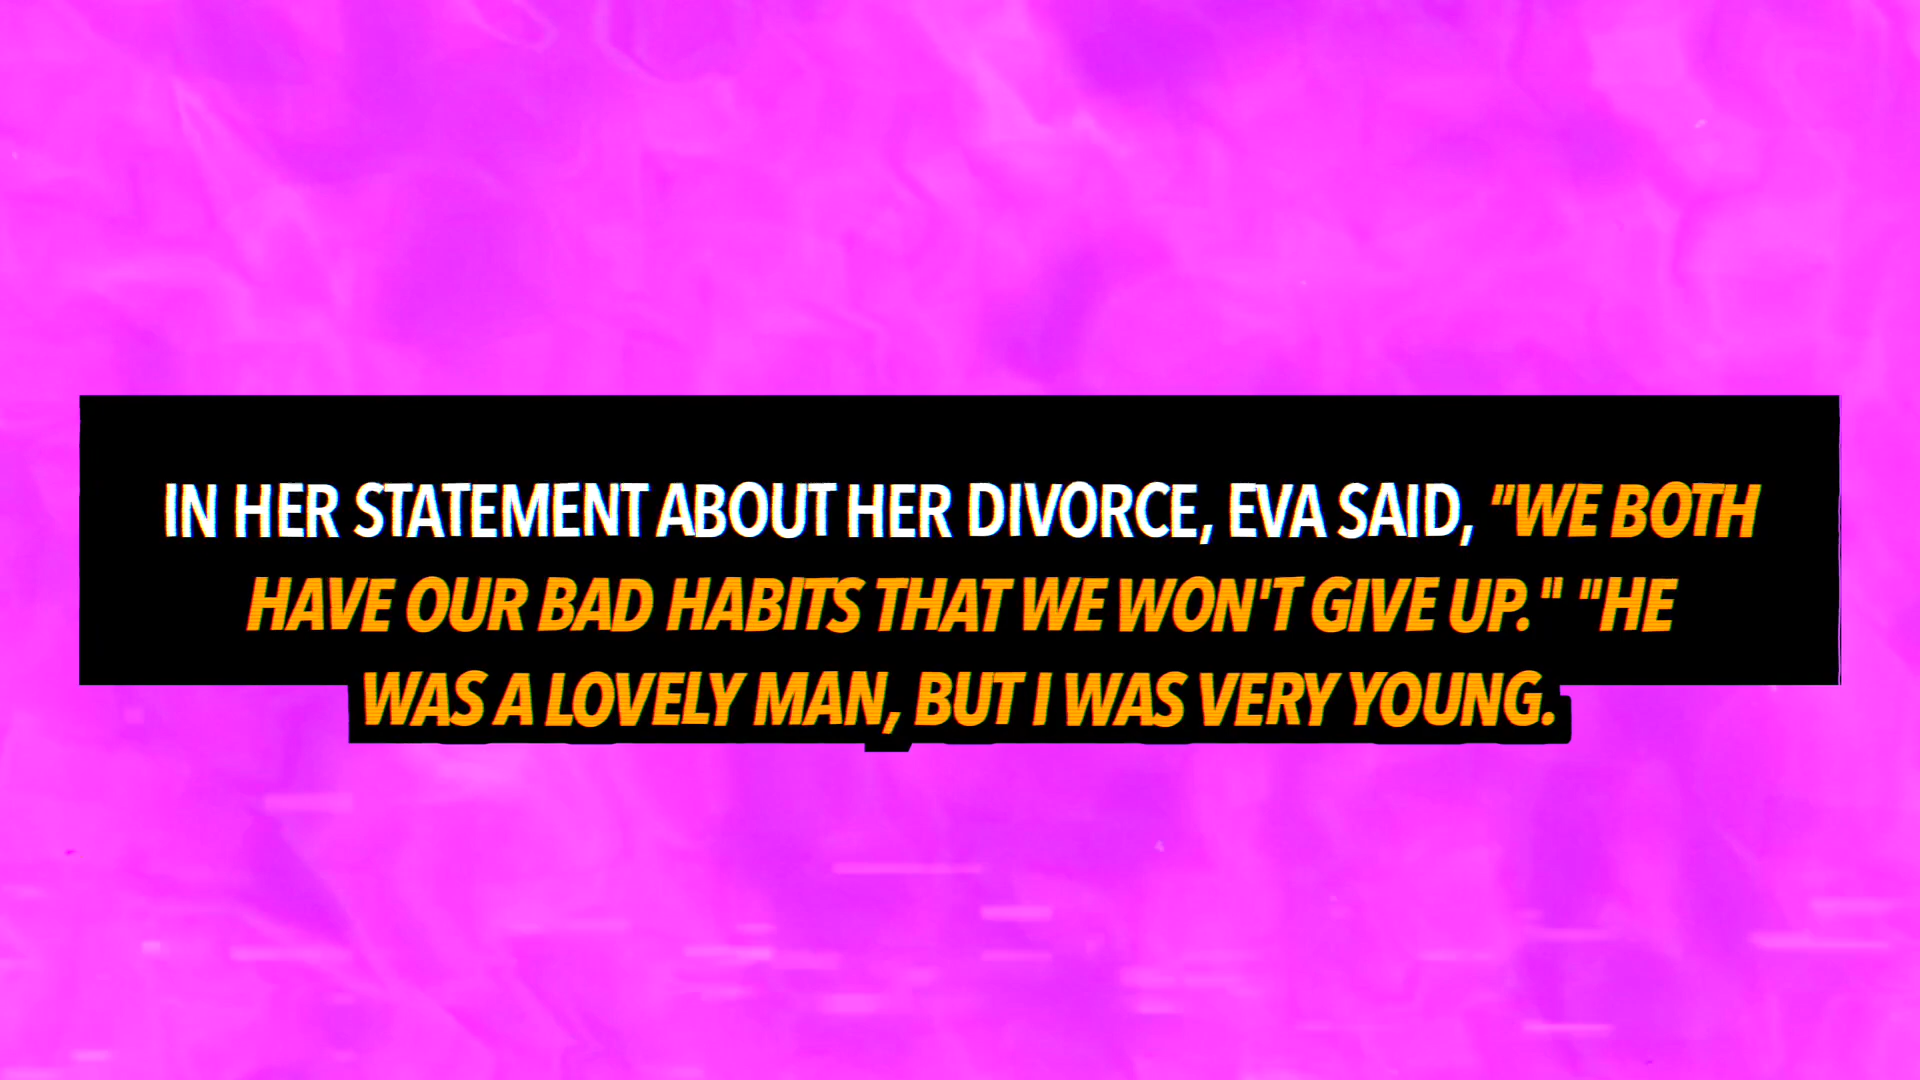 IN HER STATEMENT ABOUT HER DIVORCE, EVA SAID, "WE BOTH
HAVE OUR BAD HABITS THAT WE WON'T GIVE UP." "HE
WAS A LOVELY MAN, BUT I WAS VERY YOUNG.